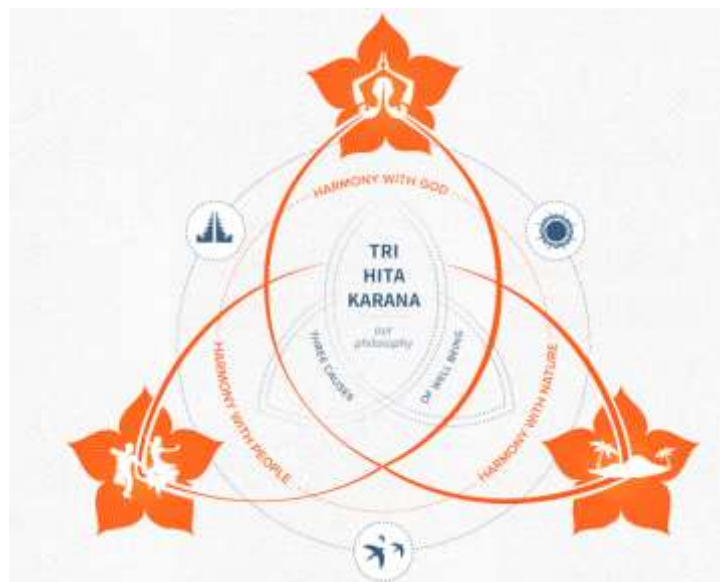 HARMONY WITH GOD
TRI
HITA
KARANA
our
philosophy
THREE CAUSES
OF WELL BEING
HARMONY WITH PEOPLE
HARMONY WITH NATURE